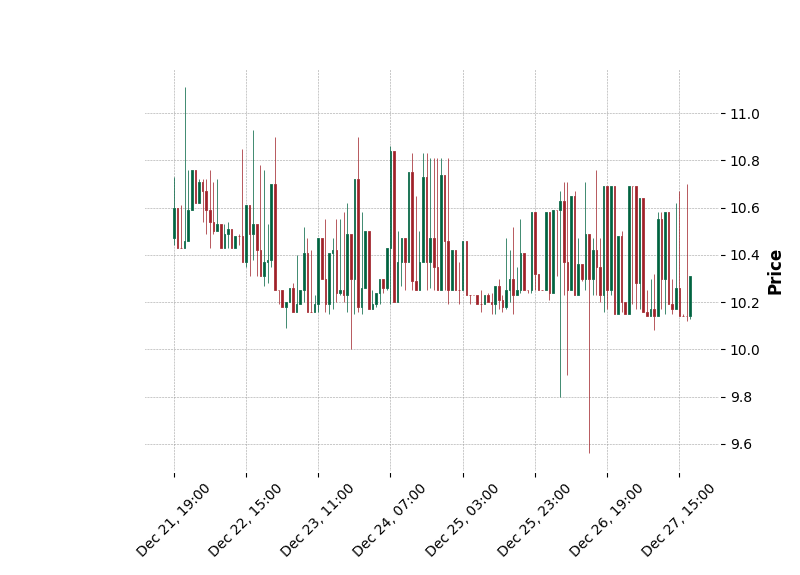 11.0
10.8
10.6
10.4
10.2
10.0
9.8
9.6
Price
Dec 21, 19:00
Dec 22, 15:00
Dec 23, 11:00
Dec 24, 07:00
Dec 25, 03:00
Dec 25, 23:00
Dec 26, 19:00
Dec 27, 15:00